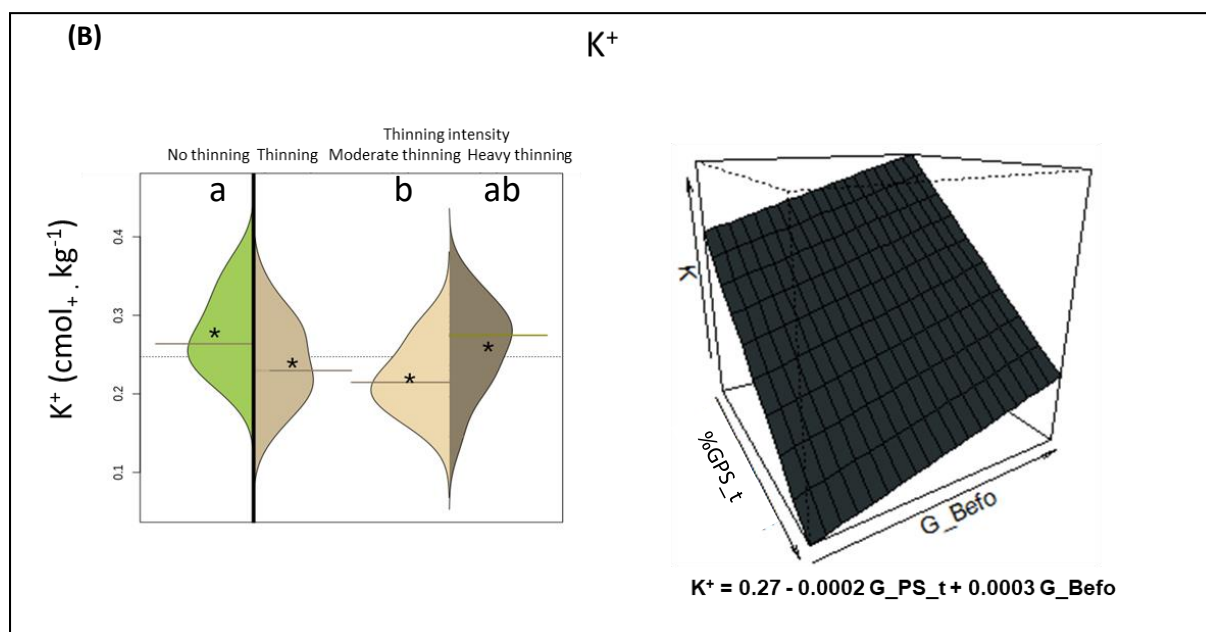 (B)
K⁺
Thinning intensity
No thinning Thinning Moderate thinning Heavy thinning
a b ab
K⁺ (cmol₊ . kg⁻¹)
0.4
0.3
0.2
0.1
*
*
*
*
K
%GPS_t
G_Befo
K⁺ = 0.27 - 0.0002 G_PS_t + 0.0003 G_Befo